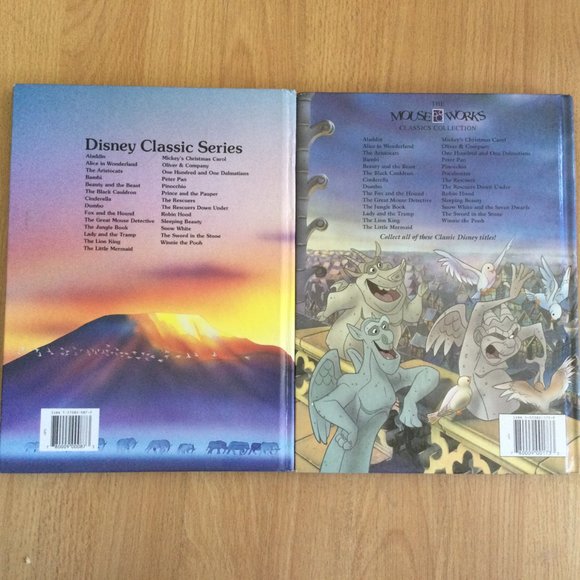 Disney Classic Series
Aladdin
Alice in Wonderland
The Aristocats
Bambi
Beauty and the Beast
The Black Cauldron
Cinderella
Dumbo
Fox and the Hound
The Great Mouse Detective
The Jungle Book
Lady and the Tramp
The Lion King
The Little Mermaid
Mickey's Christmas Carol
Oliver & Company
One Hundred and One Dalmatians
Peter Pan
Pinocchio
Prince and the Pauper
The Rescuers
The Rescuers Down Under
Robin Hood
Sleeping Beauty
Snow White
The Sword in the Stone
Winnie the Pooh
THE
MOUSE WORKS
CLASSICS COLLECTION
Aladdin
Alice in Wonderland
The Aristocats
Bambi
Beauty and the Beast
The Black Cauldron
Cinderella
Dumbo
The Fox and the Hound
The Great Mouse Detective
The Jungle Book
Lady and the Tramp
The Lion King
The Little Mermaid
Mickey's Christmas Carol
Oliver & Company
One Hundred and One Dalmatians
Peter Pan
Pinocchio
Pocahontas
The Rescuers
The Rescuers Down Under
Robin Hood
Sleeping Beauty
Snow White and the Seven Dwarfs
The Sword in the Stone
Winnie the Pooh
Collect all of these Classic Disney titles!